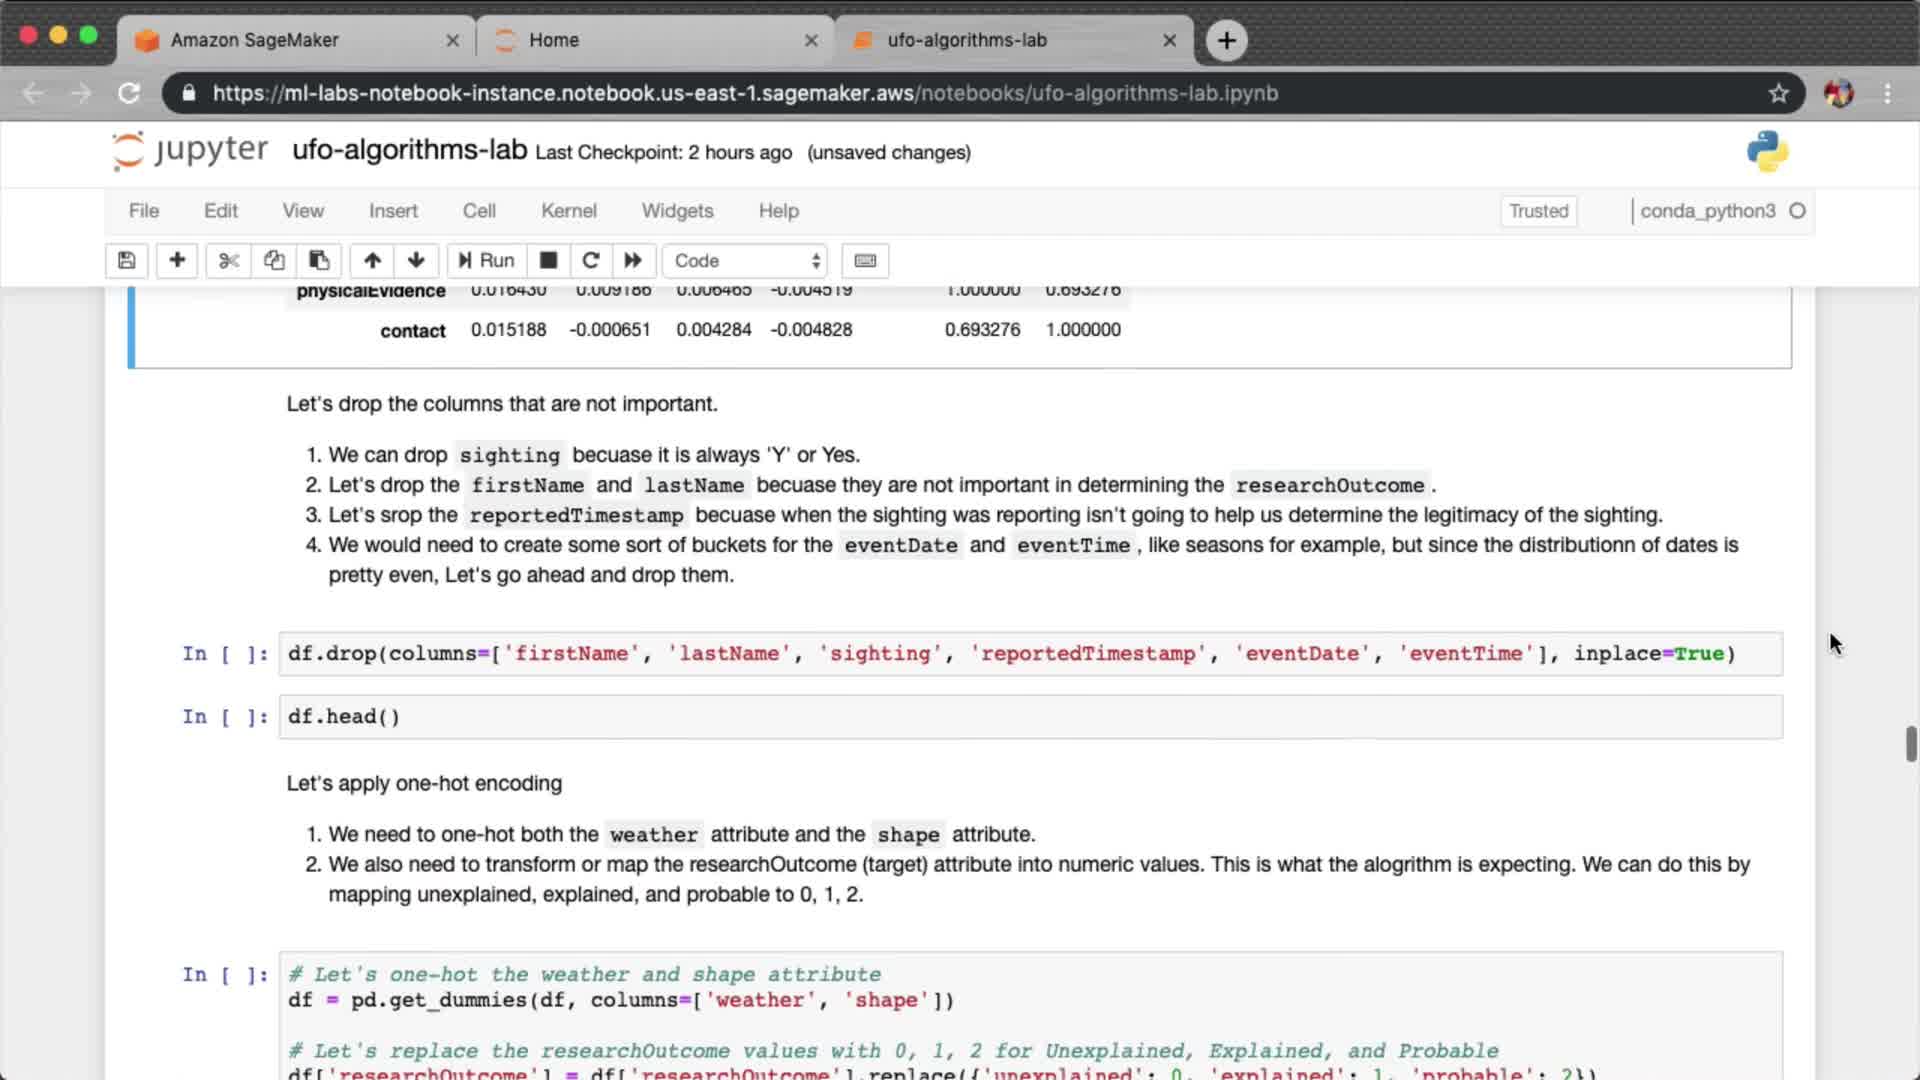 Amazon SageMaker
Home
ufo-algorithms-lab
https://ml-labs-notebook-instance.notebook.us-east-1.sagemaker.aws/notebooks/ufo-algorithms-lab.ipynb
jupyter ufo-algorithms-lab Last Checkpoint: 2 hours ago (unsaved changes)
File Edit View Insert Cell Kernel Widgets Help Trusted conda_python3
Run Code
physicalEvidence 0.016430 0.009186 0.006465 -0.004519 1.000000 0.693276
contact 0.015188 -0.000651 0.004284 -0.004828 0.693276 1.000000
Let's drop the columns that are not important.
1. We can drop sighting becuase it is always 'Y' or Yes.
2. Let's drop the firstName and lastName becuase they are not important in determining the researchOutcome.
3. Let's srop the reportedTimestamp becuase when the sighting was reporting isn't going to help us determine the legitimacy of the sighting.
4. We would need to create some sort of buckets for the eventDate and eventTime, like seasons for example, but since the distributionn of dates is
pretty even, Let's go ahead and drop them.
In [ ]: df.drop(columns=['firstName', 'lastName', 'sighting', 'reportedTimestamp', 'eventDate', 'eventTime'], inplace=True)
In [ ]: df.head()
Let's apply one-hot encoding
1. We need to one-hot both the weather attribute and the shape attribute.
2. We also need to transform or map the researchOutcome (target) attribute into numeric values. This is what the alogrithm is expecting. We can do this by
mapping unexplained, explained, and probable to 0, 1, 2.
In [ ]: # Let's one-hot the weather and shape attribute
df = pd.get_dummies(df, columns=['weather', 'shape'])
# Let's replace the researchOutcome values with 0, 1, 2 for Unexplained, Explained, and Probable
df['researchOutcome'] = df['researchOutcome'].replace({'unexplained': 0, 'explained': 1, 'probable': 2})